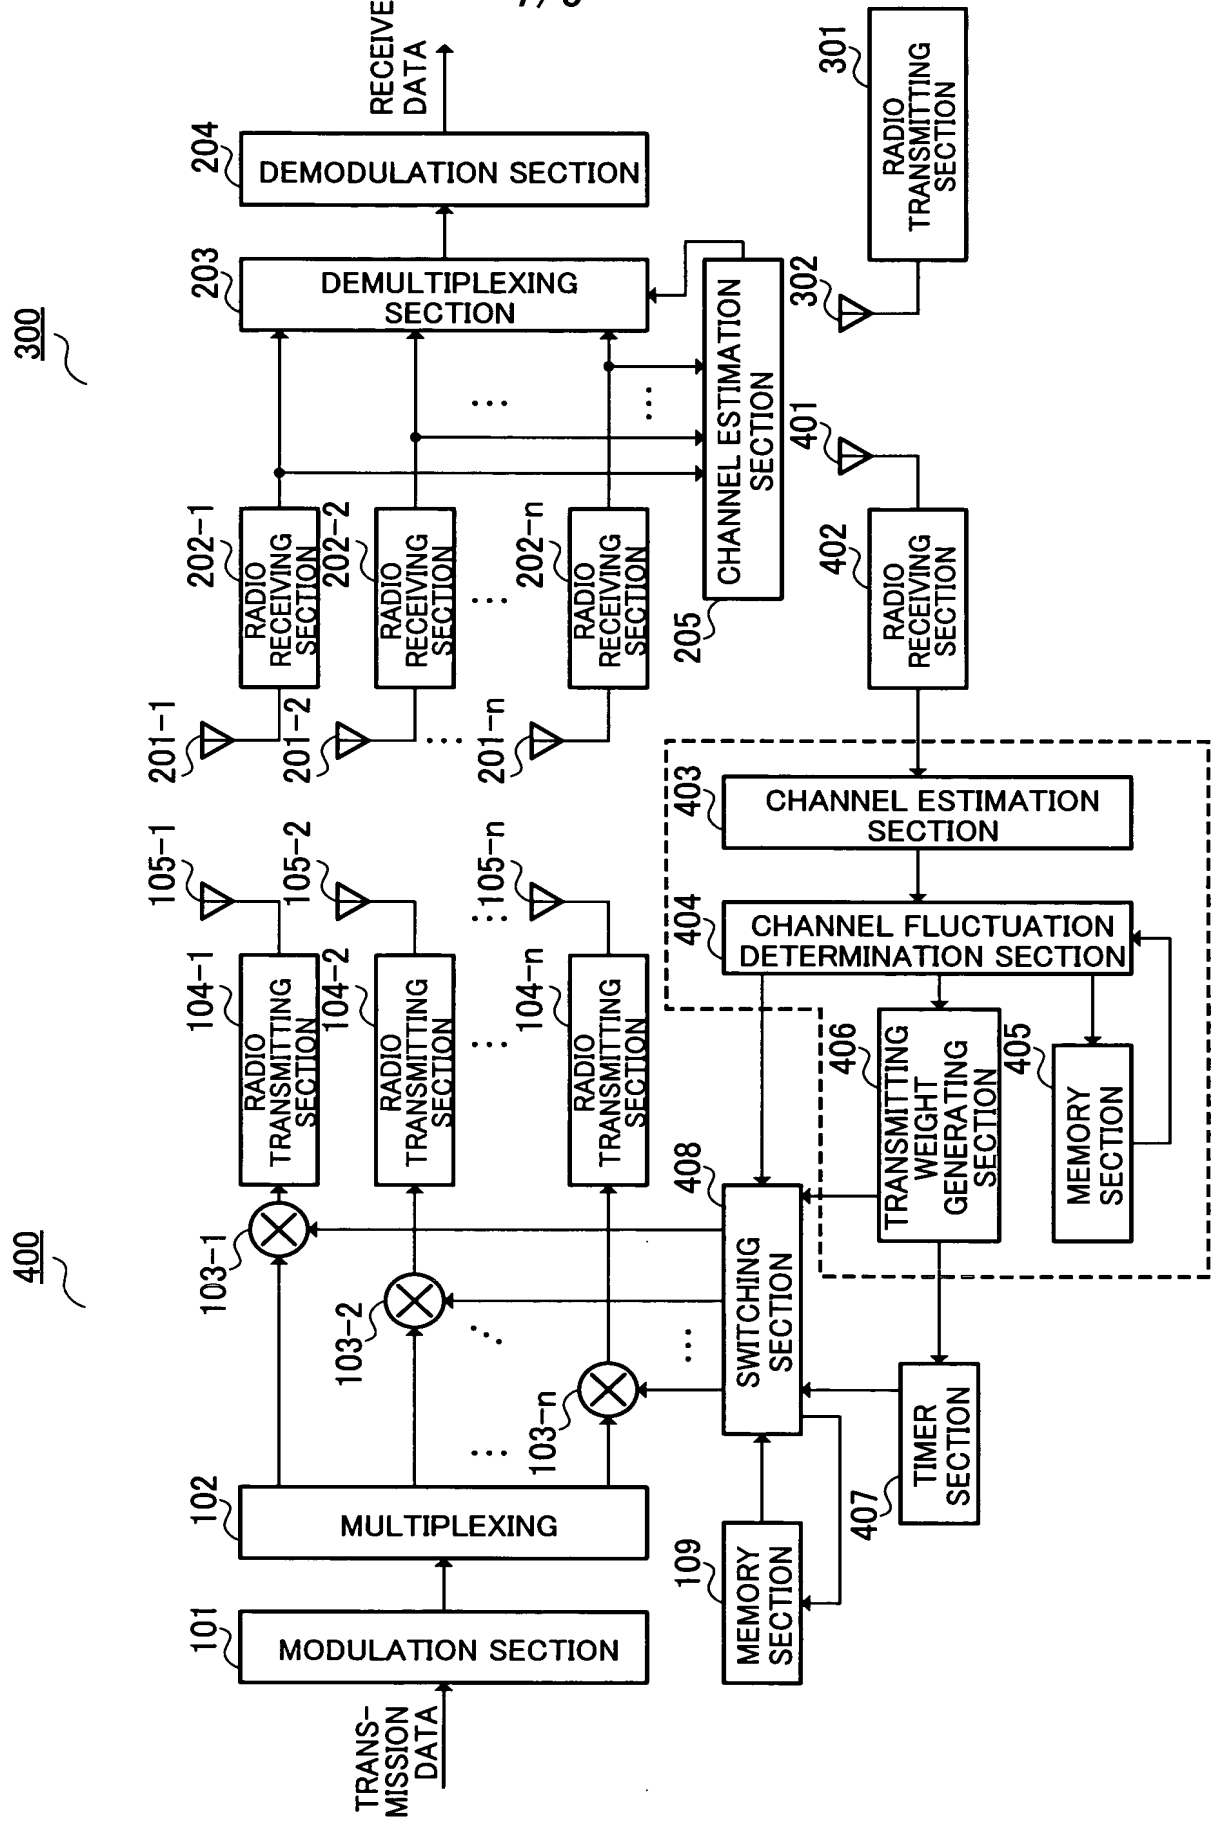 300
400
TRANS-
MISSION
DATA
101
MODULATION SECTION
102
MULTIPLEXING
103-1
103-2
103-n
...
...
...
104-1
RADIO
TRANSMITTING
SECTION
104-2
RADIO
TRANSMITTING
SECTION
...
104-n
RADIO
TRANSMITTING
SECTION
105-1
105-2
...
105-n
201-1
201-2
...
201-n
202-1
RADIO
RECEIVING
SECTION
202-2
RADIO
RECEIVING
SECTION
...
202-n
RADIO
RECEIVING
SECTION
...
...
203
DEMULTIPLEXING
SECTION
204
DEMODULATION SECTION
RECEIVE
DATA
205
CHANNEL ESTIMATION
SECTION
109
MEMORY
SECTION
408
SWITCHING
SECTION
407
TIMER
SECTION
406
TRANSMITTING
WEIGHT
GENERATING
SECTION
405
MEMORY
SECTION
404
CHANNEL FLUCTUATION
DETERMINATION SECTION
403
CHANNEL ESTIMATION
SECTION
402
RADIO
RECEIVING
SECTION
401
302
301
RADIO
TRANSMITTING
SECTION